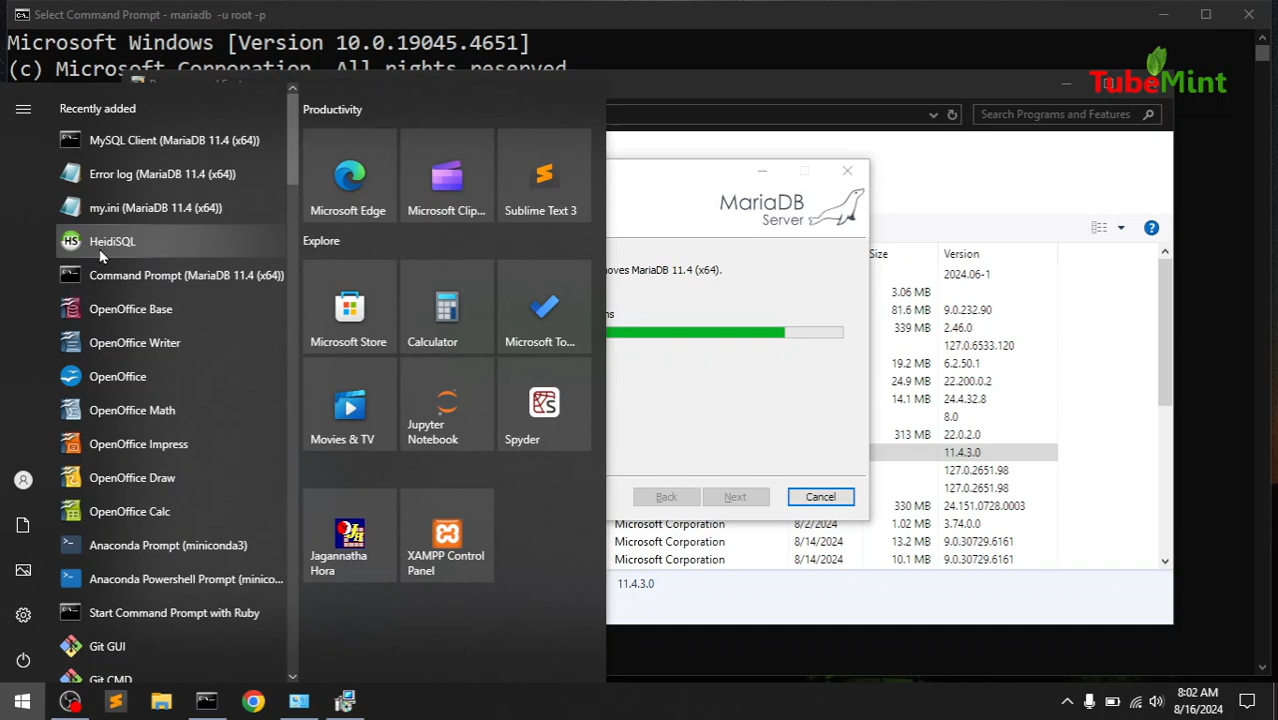 Select Command Prompt - mariadb -u root -p
Microsoft Windows [Version 10.0.19045.4651]
(c) Microsoft Corporation. All rights reserved
TubeMint
Search Programs and Features
Recently added
MySQL Client (MariaDB 11.4 (x64))
Error log (MariaDB 11.4 (x64))
my.ini (MariaDB 11.4 (x64))
HeidiSQL
Command Prompt (MariaDB 11.4 (x64))
OpenOffice Base
OpenOffice Writer
OpenOffice
OpenOffice Math
OpenOffice Impress
OpenOffice Draw
OpenOffice Calc
Anaconda Prompt (miniconda3)
Anaconda Powershell Prompt (minico...
Start Command Prompt with Ruby
Git GUI
Git CMD
Productivity
Microsoft Edge
Microsoft Clip...
Sublime Text 3
Explore
Microsoft Store
Calculator
Microsoft To...
Movies & TV
Jupyter
Notebook
Spyder
Jagannatha
Hora
XAMPP Control
Panel
MariaDB
Server
oves MariaDB 11.4 (x64).
ns
Back
Next
Cancel
Size
Version
2024.06-1
3.06 MB
81.6 MB 9.0.232.90
339 MB 2.46.0
127.0.6533.120
19.2 MB 6.2.50.1
24.9 MB 22.200.0.2
14.1 MB 24.4.32.8
8.0
313 MB 22.0.2.0
11.4.3.0
127.0.2651.98
127.0.2651.98
330 MB 24.151.0728.0003
Microsoft Corporation 8/2/2024 1.02 MB 3.74.0.0
Microsoft Corporation 8/14/2024 13.2 MB 9.0.30729.6161
Microsoft Corporation 8/14/2024 10.1 MB 9.0.30729.6161
11.4.3.0
8:02 AM
8/16/2024